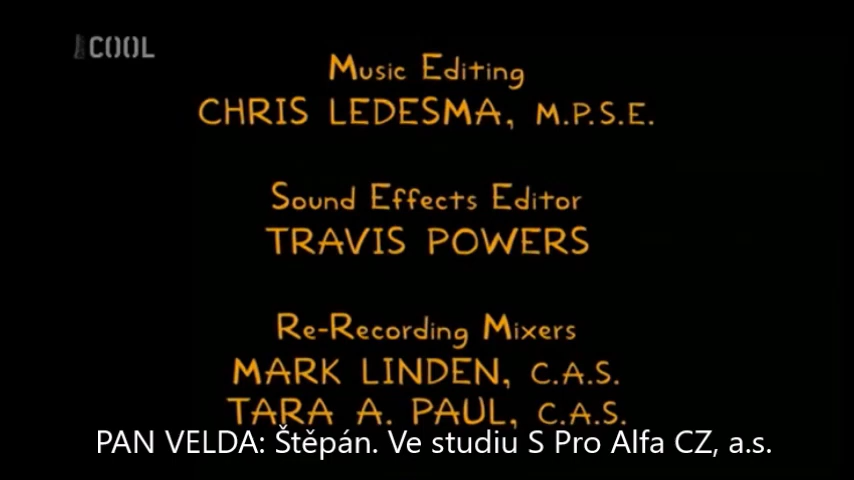 COOL
Music Editing
CHRIS LEDESMA, M.P.S.E.
Sound Effects Editor
TRAVIS POWERS
Re-Recording Mixers
MARK LINDEN, C.A.S.
TARA A. PAUL, C.A.S.
PAN VELDA: Štěpán. Ve studiu S Pro Alfa CZ, a.s.